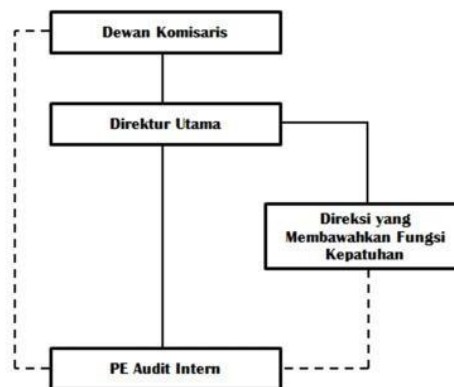 Dewan Komisaris
Direktur Utama
Direksi yang
Membawahkan Fungsi
Kepatuhan
PE Audit Intern